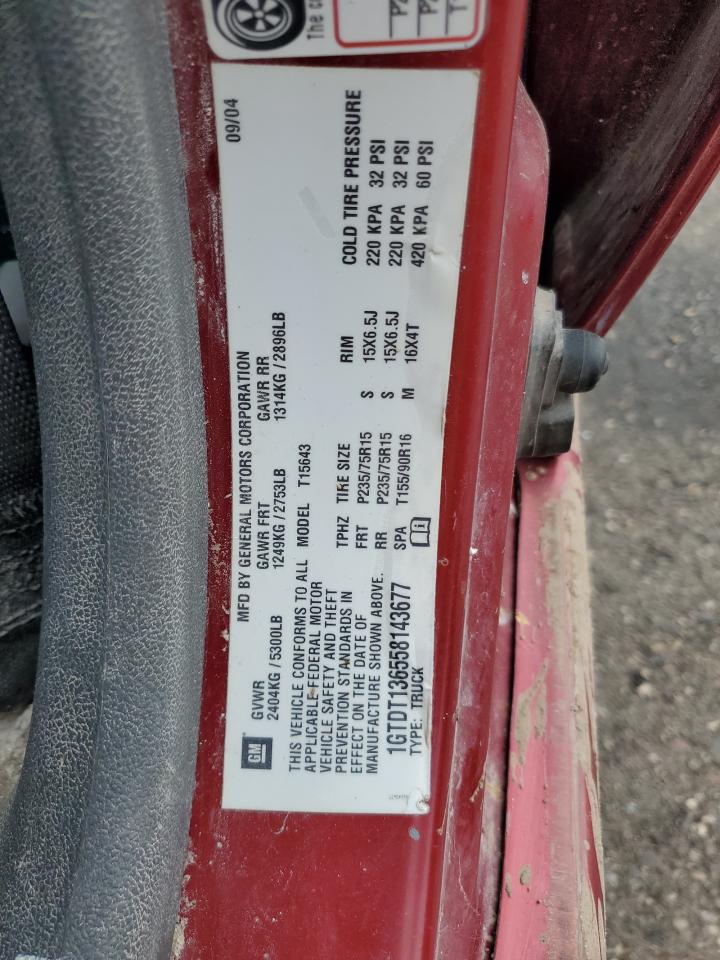 The
P2
P2
T1
09/04
MFD BY GENERAL MOTORS CORPORATION
GVWR GAWR FRT GAWR RR
2404KG / 5300LB 1249KG / 2753LB 1314KG / 2896LB
GM
THIS VEHICLE CONFORMS TO ALL
APPLICABLE FEDERAL MOTOR
VEHICLE SAFETY AND THEFT
PREVENTION STANDARDS IN
EFFECT ON THE DATE OF
MANUFACTURE SHOWN ABOVE.
1GTDT136558143677
TYPE: TRUCK
MODEL T15643
TPHZ TIRE SIZE RIM COLD TIRE PRESSURE
FRT P235/75R15 S 15X6.5J 220 KPA 32 PSI
RR P235/75R15 S 15X6.5J 220 KPA 32 PSI
SPA T155/90R16 M 16X4T 420 KPA 60 PSI